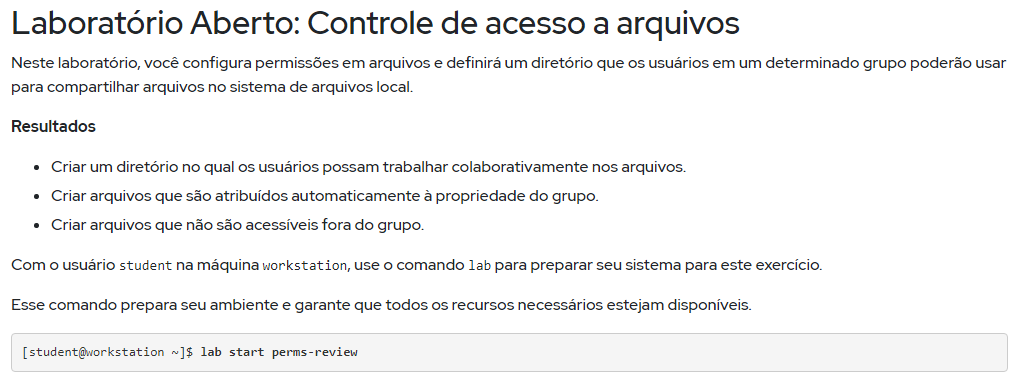 Laboratório Aberto: Controle de acesso a arquivos
Neste laboratório, você configura permissões em arquivos e definirá um diretório que os usuários em um determinado grupo poderão usar
para compartilhar arquivos no sistema de arquivos local.
Resultados
• Criar um diretório no qual os usuários possam trabalhar colaborativamente nos arquivos.
• Criar arquivos que são atribuídos automaticamente à propriedade do grupo.
• Criar arquivos que não são acessíveis fora do grupo.
Com o usuário student na máquina workstation, use o comando lab para preparar seu sistema para este exercício.
Esse comando prepara seu ambiente e garante que todos os recursos necessários estejam disponíveis.
[student@workstation ~]$ lab start perms-review